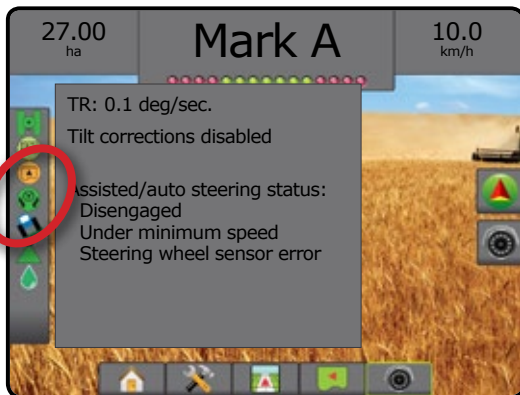 27.00
ha
Mark A
10.0
km/h
TR: 0.1 deg/sec.
Tilt corrections disabled
Assisted/auto steering status:
Disengaged
Under minimum speed
Steering wheel sensor error